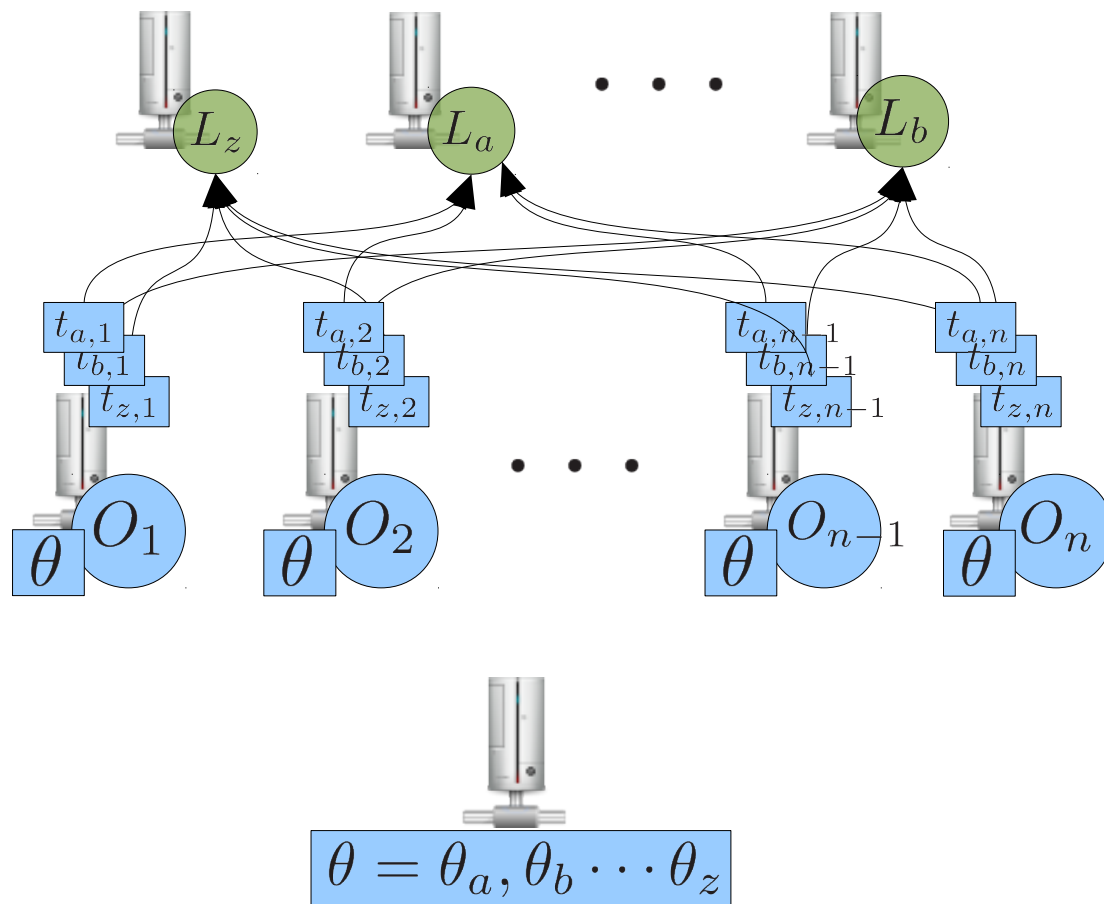 L_z L_a • • • L_b
t_{a,1} t_{a,2} t_{a,n-1} t_{a,n}
t_{b,1} t_{b,2} t_{b,n-1} t_{b,n}
t_{z,1} t_{z,2} t_{z,n-1} t_{z,n}
• • •
O_1 O_2 O_{n-1} O_n
θ θ θ θ
θ = θ_a, θ_b ⋯ θ_z